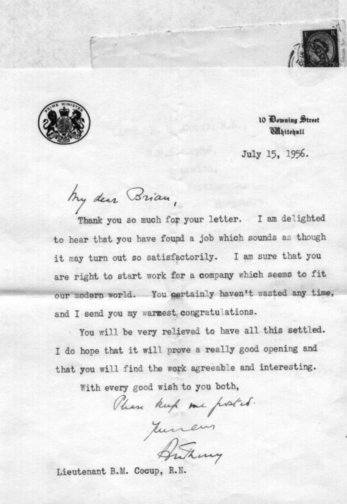 PRIME MINISTER
10 Downing Street
Whitehall
July 15, 1956.
My dear Brian,
Thank you so much for your letter. I am delighted
to hear that you have found a job which sounds as though
it may turn out so satisfactorily. I am sure that you
are right to start work for a company which seems to fit
our modern world. You certainly haven't wasted any time,
and I send you my warmest congratulations.
You will be very relieved to have all this settled.
I do hope that it will prove a really good opening and
that you will find the work agreeable and interesting.
With every good wish to you both,
Please keep me posted.
Yours ever
Anthony
Lieutenant B.M. Cooup, R.N.